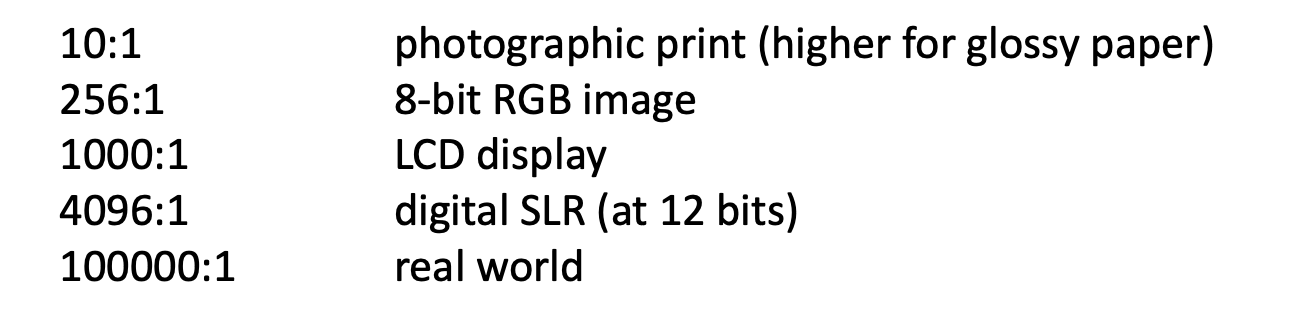 10:1 photographic print (higher for glossy paper)
256:1 8-bit RGB image
1000:1 LCD display
4096:1 digital SLR (at 12 bits)
100000:1 real world